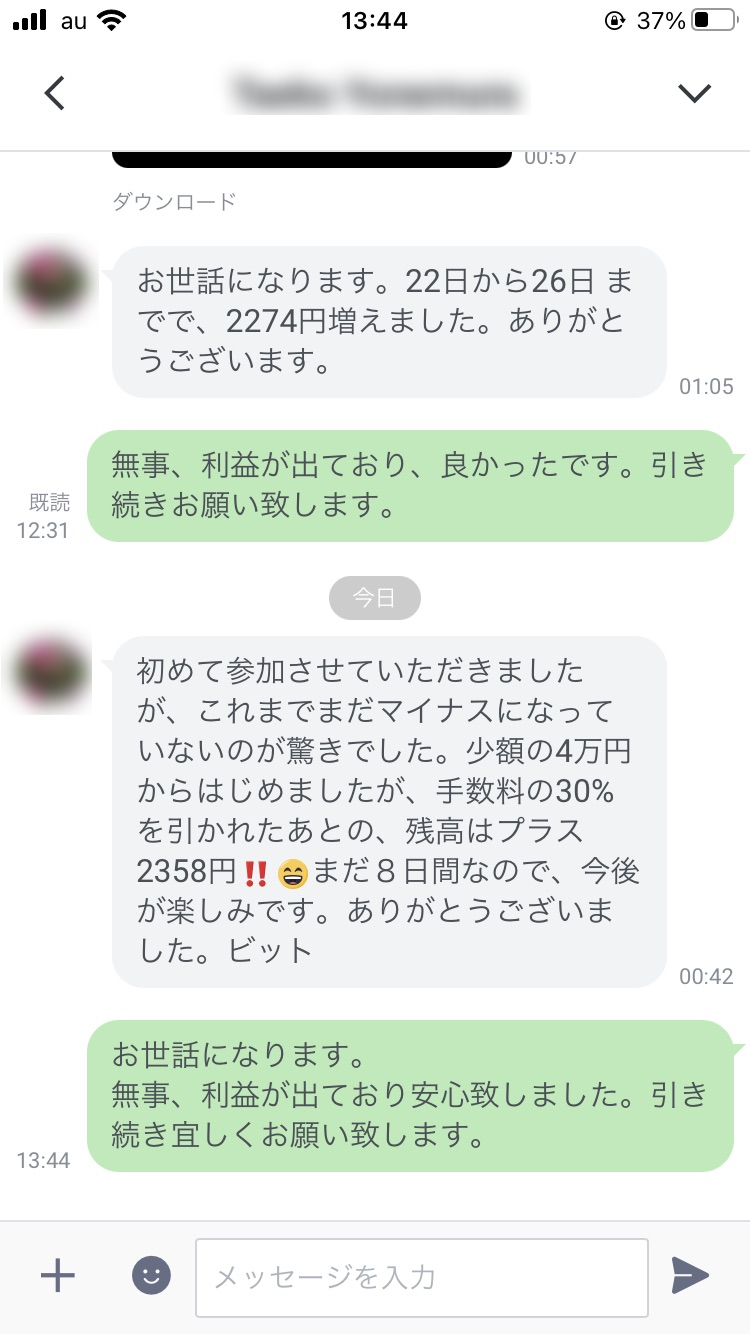 au 13:44 37%
00:57
ダウンロード
お世話になります。22日から26日 ま
でで、2274円増えました。ありがと
うございます。
01:05
無事、利益が出ており、良かったです。引き
続きお願い致します。
既読
12:31
今日
初めて参加させていただきました
が、これまでまだマイナスになって
いないのが驚きでした。少額の4万円
からはじめましたが、手数料の30%
を引かれたあとの、残高はプラス
2358円‼️😄まだ８日間なので、今後
が楽しみです。ありがとうございま
した。ビット
00:42
お世話になります。
無事、利益が出ており安心致しました。引き
続き宜しくお願い致します。
13:44
メッセージを入力